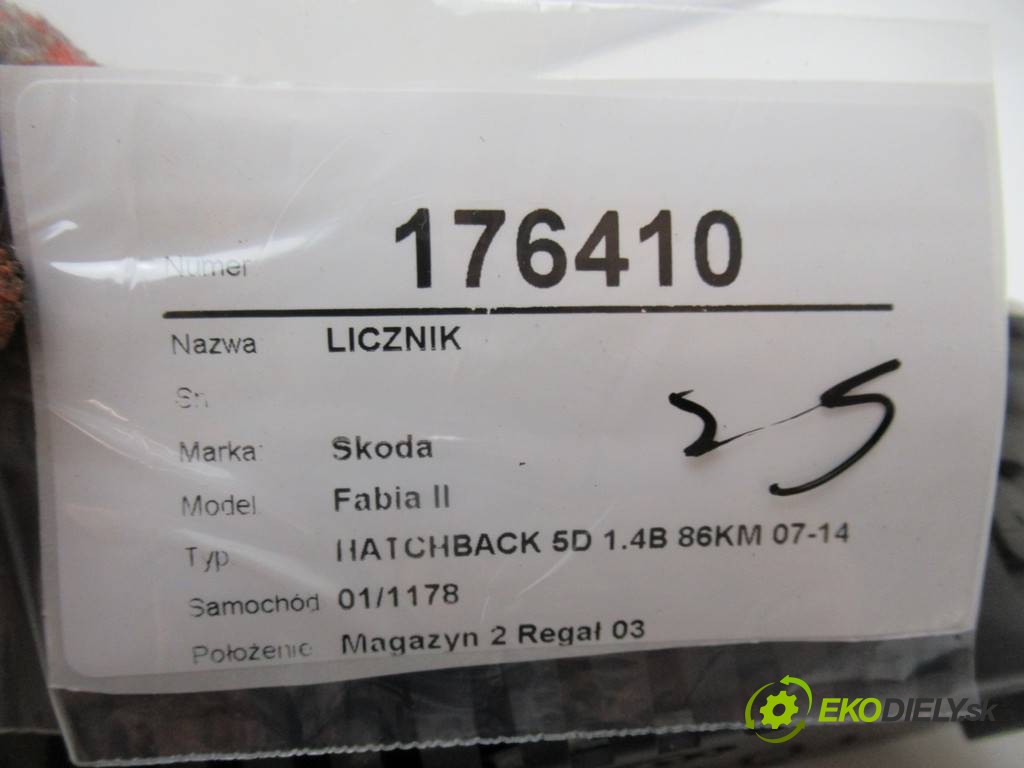 Numer 176410
Nazwa LICZNIK
Sn
Marka: Skoda
Model Fabia II
Typ HATCHBACK 5D 1.4B 86KM 07-14
Samochód 01/1178
Położenie Magazyn 2 Regał 03
25
EKODIELY.sk